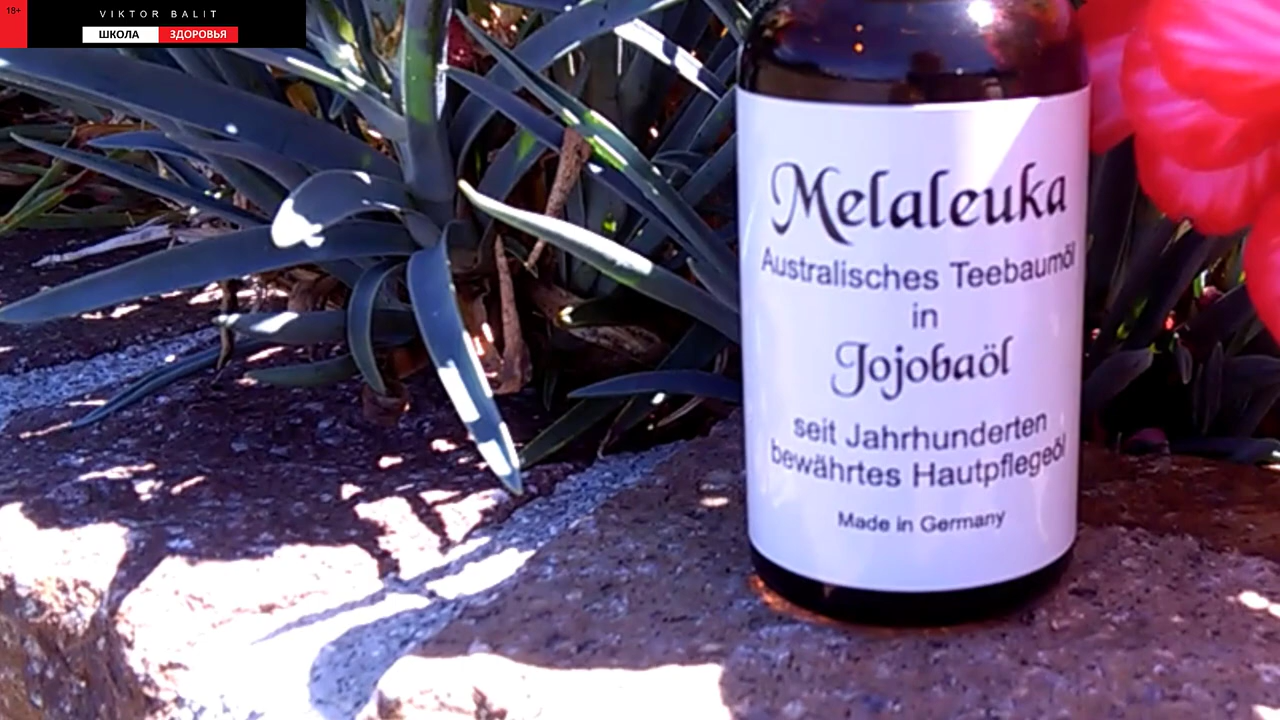 18+
VIKTOR BALIT
ШКОЛА ЗДОРОВЬЯ
Melaleuka
Australisches Teebaumöl
in
Jojobaöl
seit Jahrhunderten
bewährtes Hautpflegeöl
Made in Germany